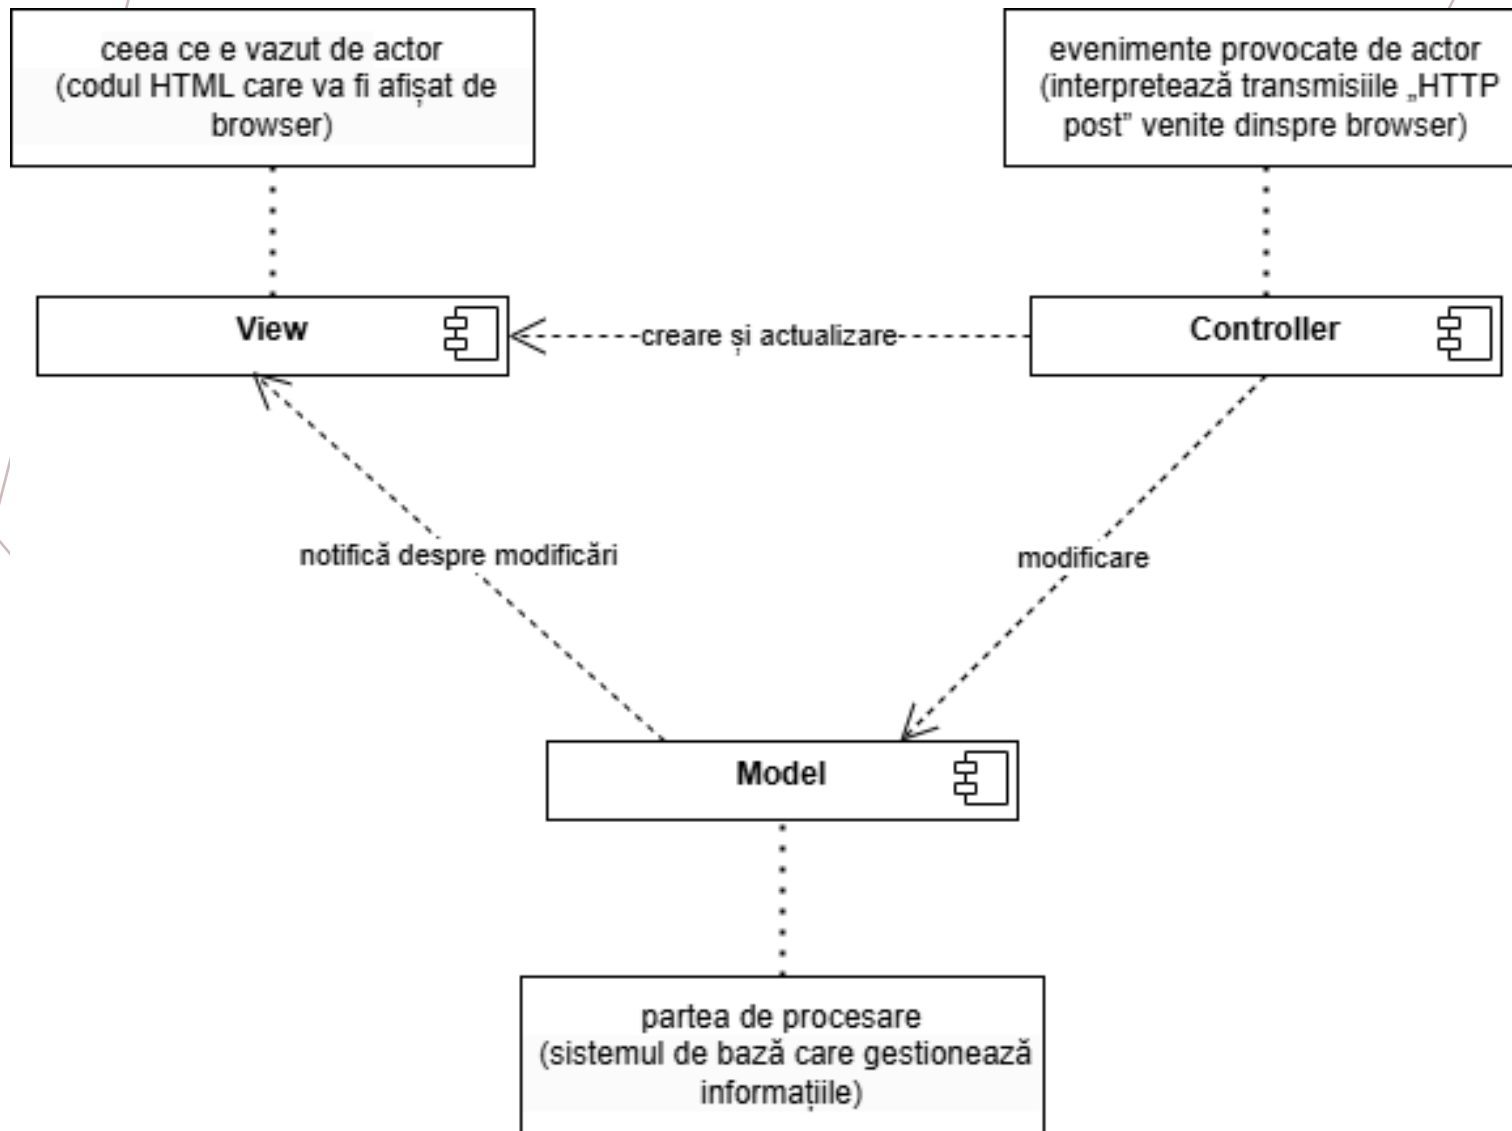 ceea ce e vazut de actor
(codul HTML care va fi afișat de
browser)
evenimente provocate de actor
(interpretează transmisiile „HTTP
post” venite dinspre browser)
View
creare și actualizare
Controller
notifică despre modificări
modificare
Model
partea de procesare
(sistemul de bază care gestionează
informațiile)